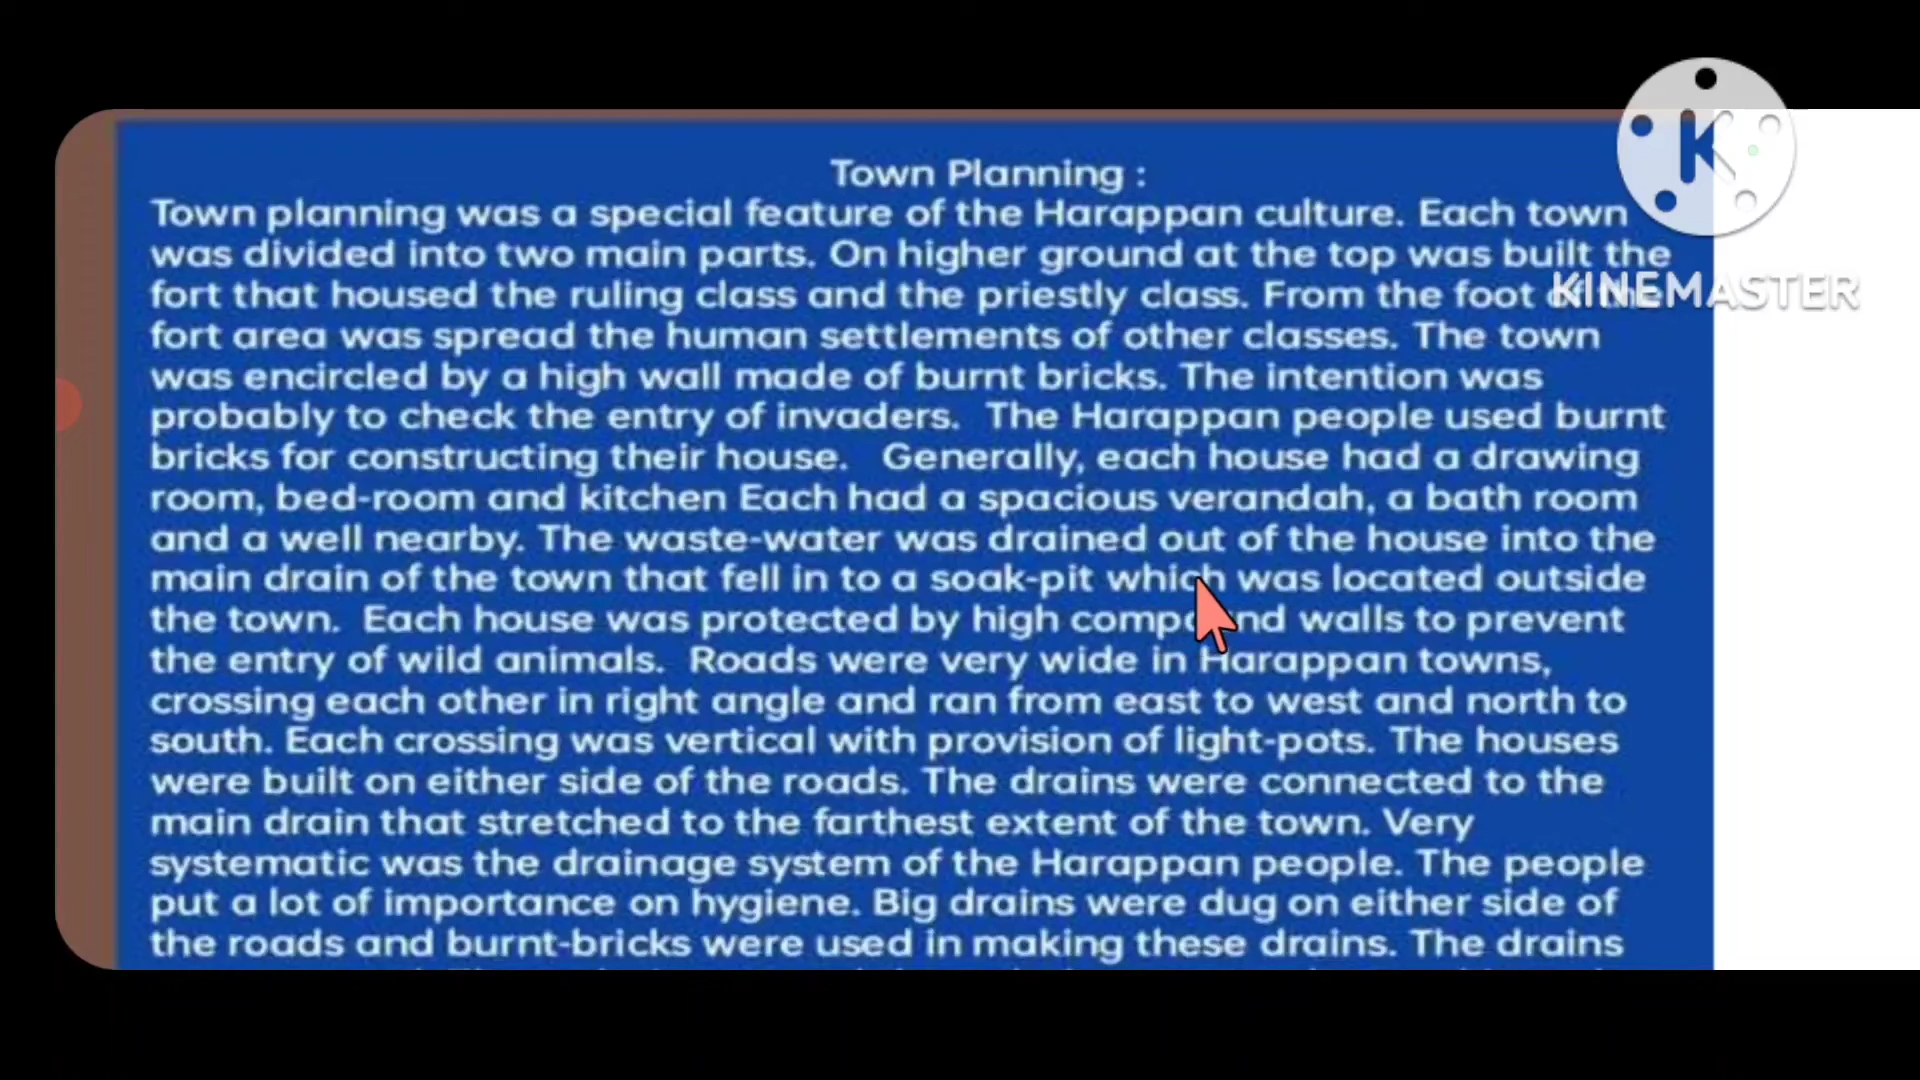 Town Planning :
Town planning was a special feature of the Harappan culture. Each town
was divided into two main parts. On higher ground at the top was built the
fort that housed the ruling class and the priestly class. From the foot of the
fort area was spread the human settlements of other classes. The town
was encircled by a high wall made of burnt bricks. The intention was
probably to check the entry of invaders. The Harappan people used burnt
bricks for constructing their house. Generally, each house had a drawing
room, bed-room and kitchen Each had a spacious verandah, a bath room
and a well nearby. The waste-water was drained out of the house into the
main drain of the town that fell in to a soak-pit which was located outside
the town. Each house was protected by high compound walls to prevent
the entry of wild animals. Roads were very wide in Harappan towns,
crossing each other in right angle and ran from east to west and north to
south. Each crossing was vertical with provision of light-pots. The houses
were built on either side of the roads. The drains were connected to the
main drain that stretched to the farthest extent of the town. Very
systematic was the drainage system of the Harappan people. The people
put a lot of importance on hygiene. Big drains were dug on either side of
the roads and burnt-bricks were used in making these drains. The drains
K
KINEMASTER